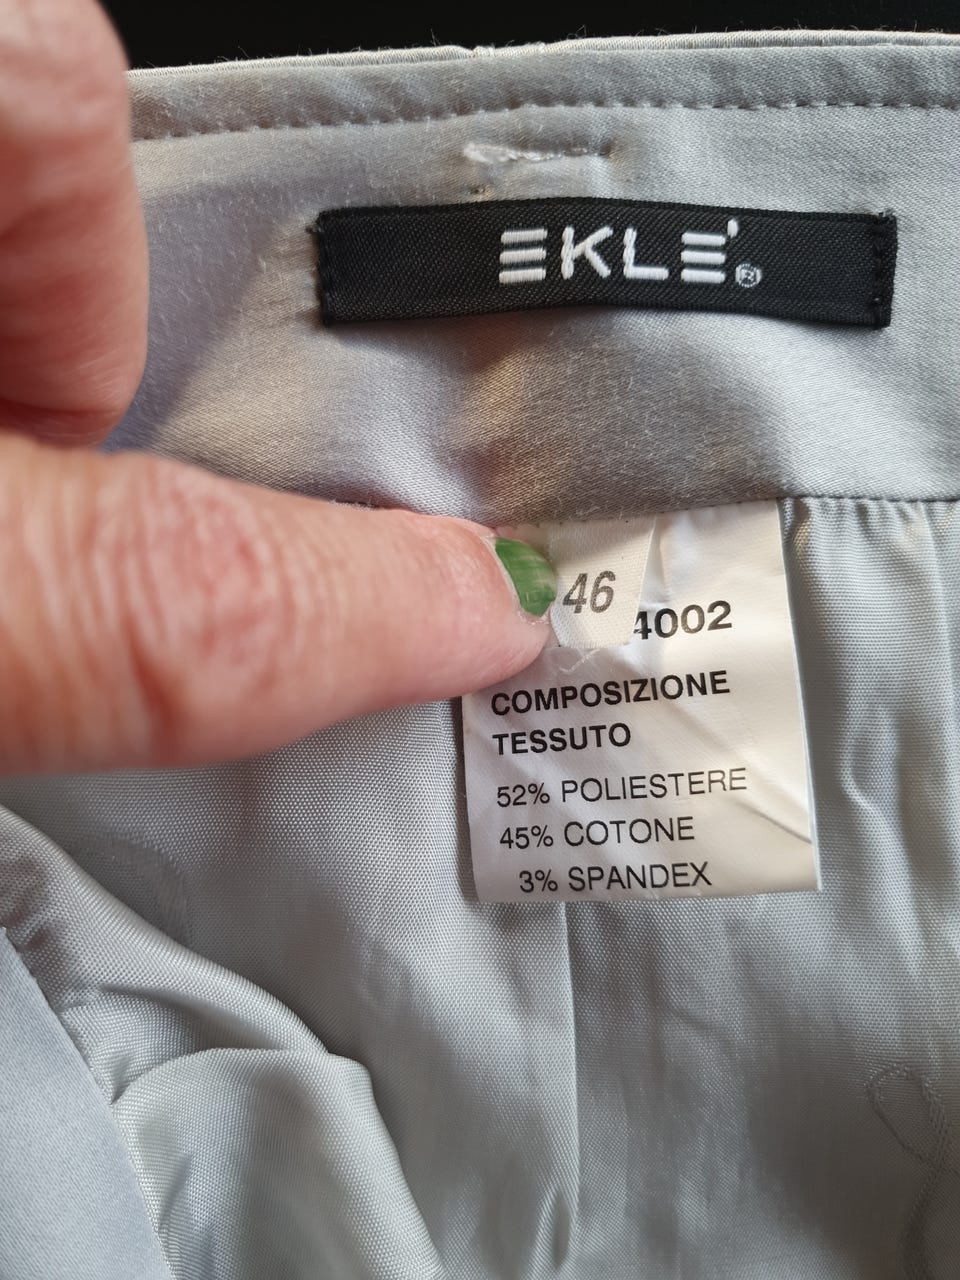 EKLE'®
46
4002
COMPOSIZIONE
TESSUTO
52% POLIESTERE
45% COTONE
3% SPANDEX